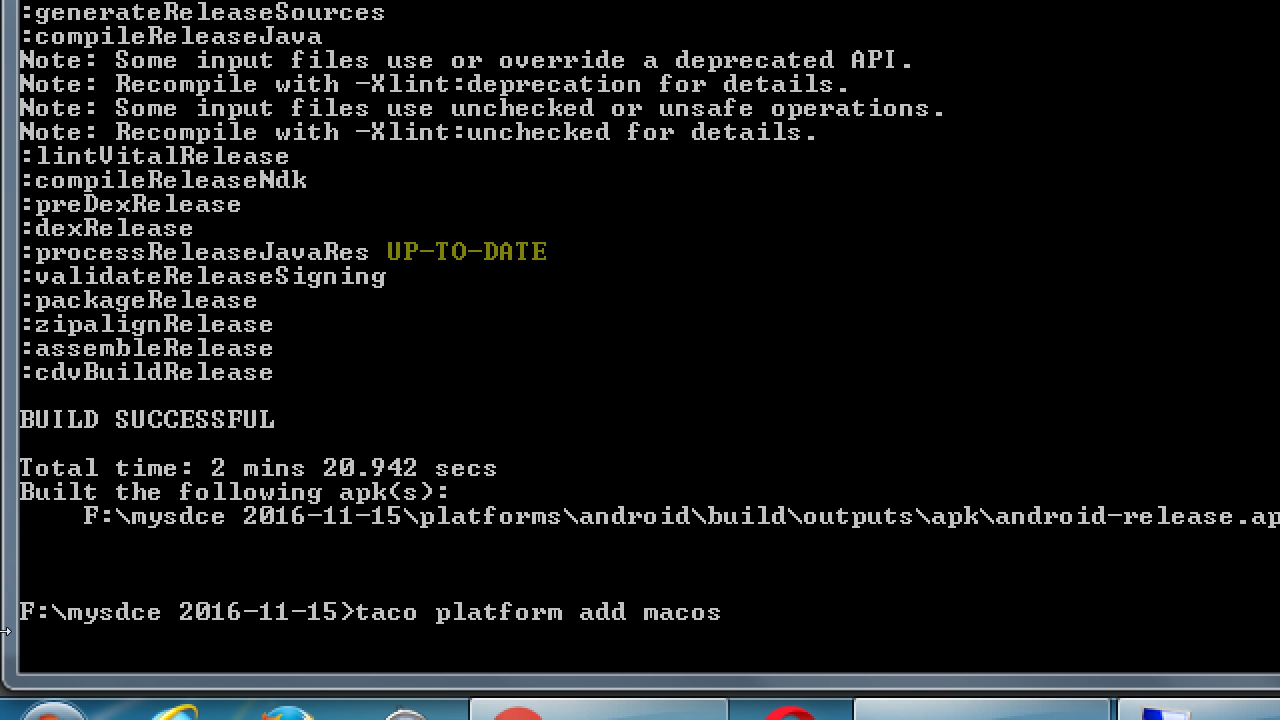 :generateReleaseSources
:compileReleaseJava
Note: Some input files use or override a deprecated API.
Note: Recompile with -Xlint:deprecation for details.
Note: Some input files use unchecked or unsafe operations.
Note: Recompile with -Xlint:unchecked for details.
:lintVitalRelease
:compileReleaseNdk
:preDexRelease
:dexRelease
:processReleaseJavaRes UP-TO-DATE
:validateReleaseSigning
:packageRelease
:zipalignRelease
:assembleRelease
:cdvBuildRelease
BUILD SUCCESSFUL
Total time: 2 mins 20.942 secs
Built the following apk(s):
F:\mysdce 2016-11-15\platforms\android\build\outputs\apk\android-release.ap
F:\mysdce 2016-11-15>taco platform add macos